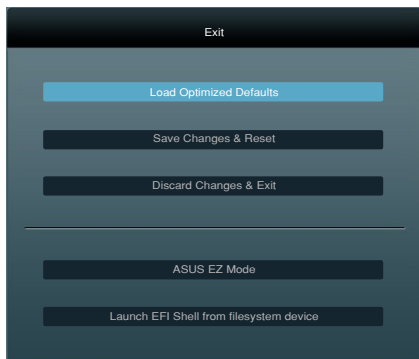 Exit
Load Optimized Defaults
Save Changes & Reset
Discard Changes & Exit
ASUS EZ Mode
Launch EFI Shell from filesystem device